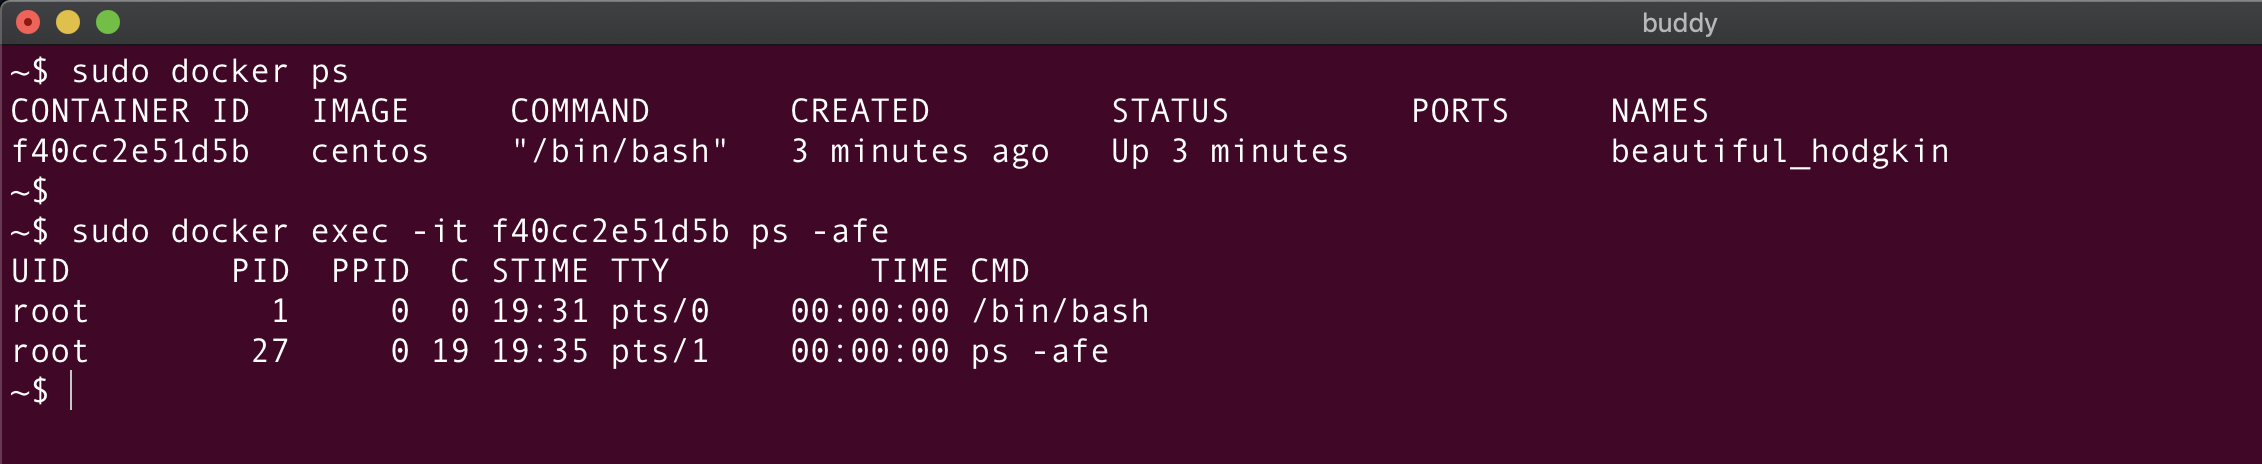 buddy
~$ sudo docker ps
CONTAINER ID   IMAGE     COMMAND       CREATED         STATUS         PORTS     NAMES
f40cc2e51d5b   centos    "/bin/bash"   3 minutes ago   Up 3 minutes             beautiful_hodgkin
~$
~$ sudo docker exec -it f40cc2e51d5b ps -afe
UID        PID  PPID  C STIME TTY          TIME CMD
root         1     0  0 19:31 pts/0    00:00:00 /bin/bash
root        27     0 19 19:35 pts/1    00:00:00 ps -afe
~$